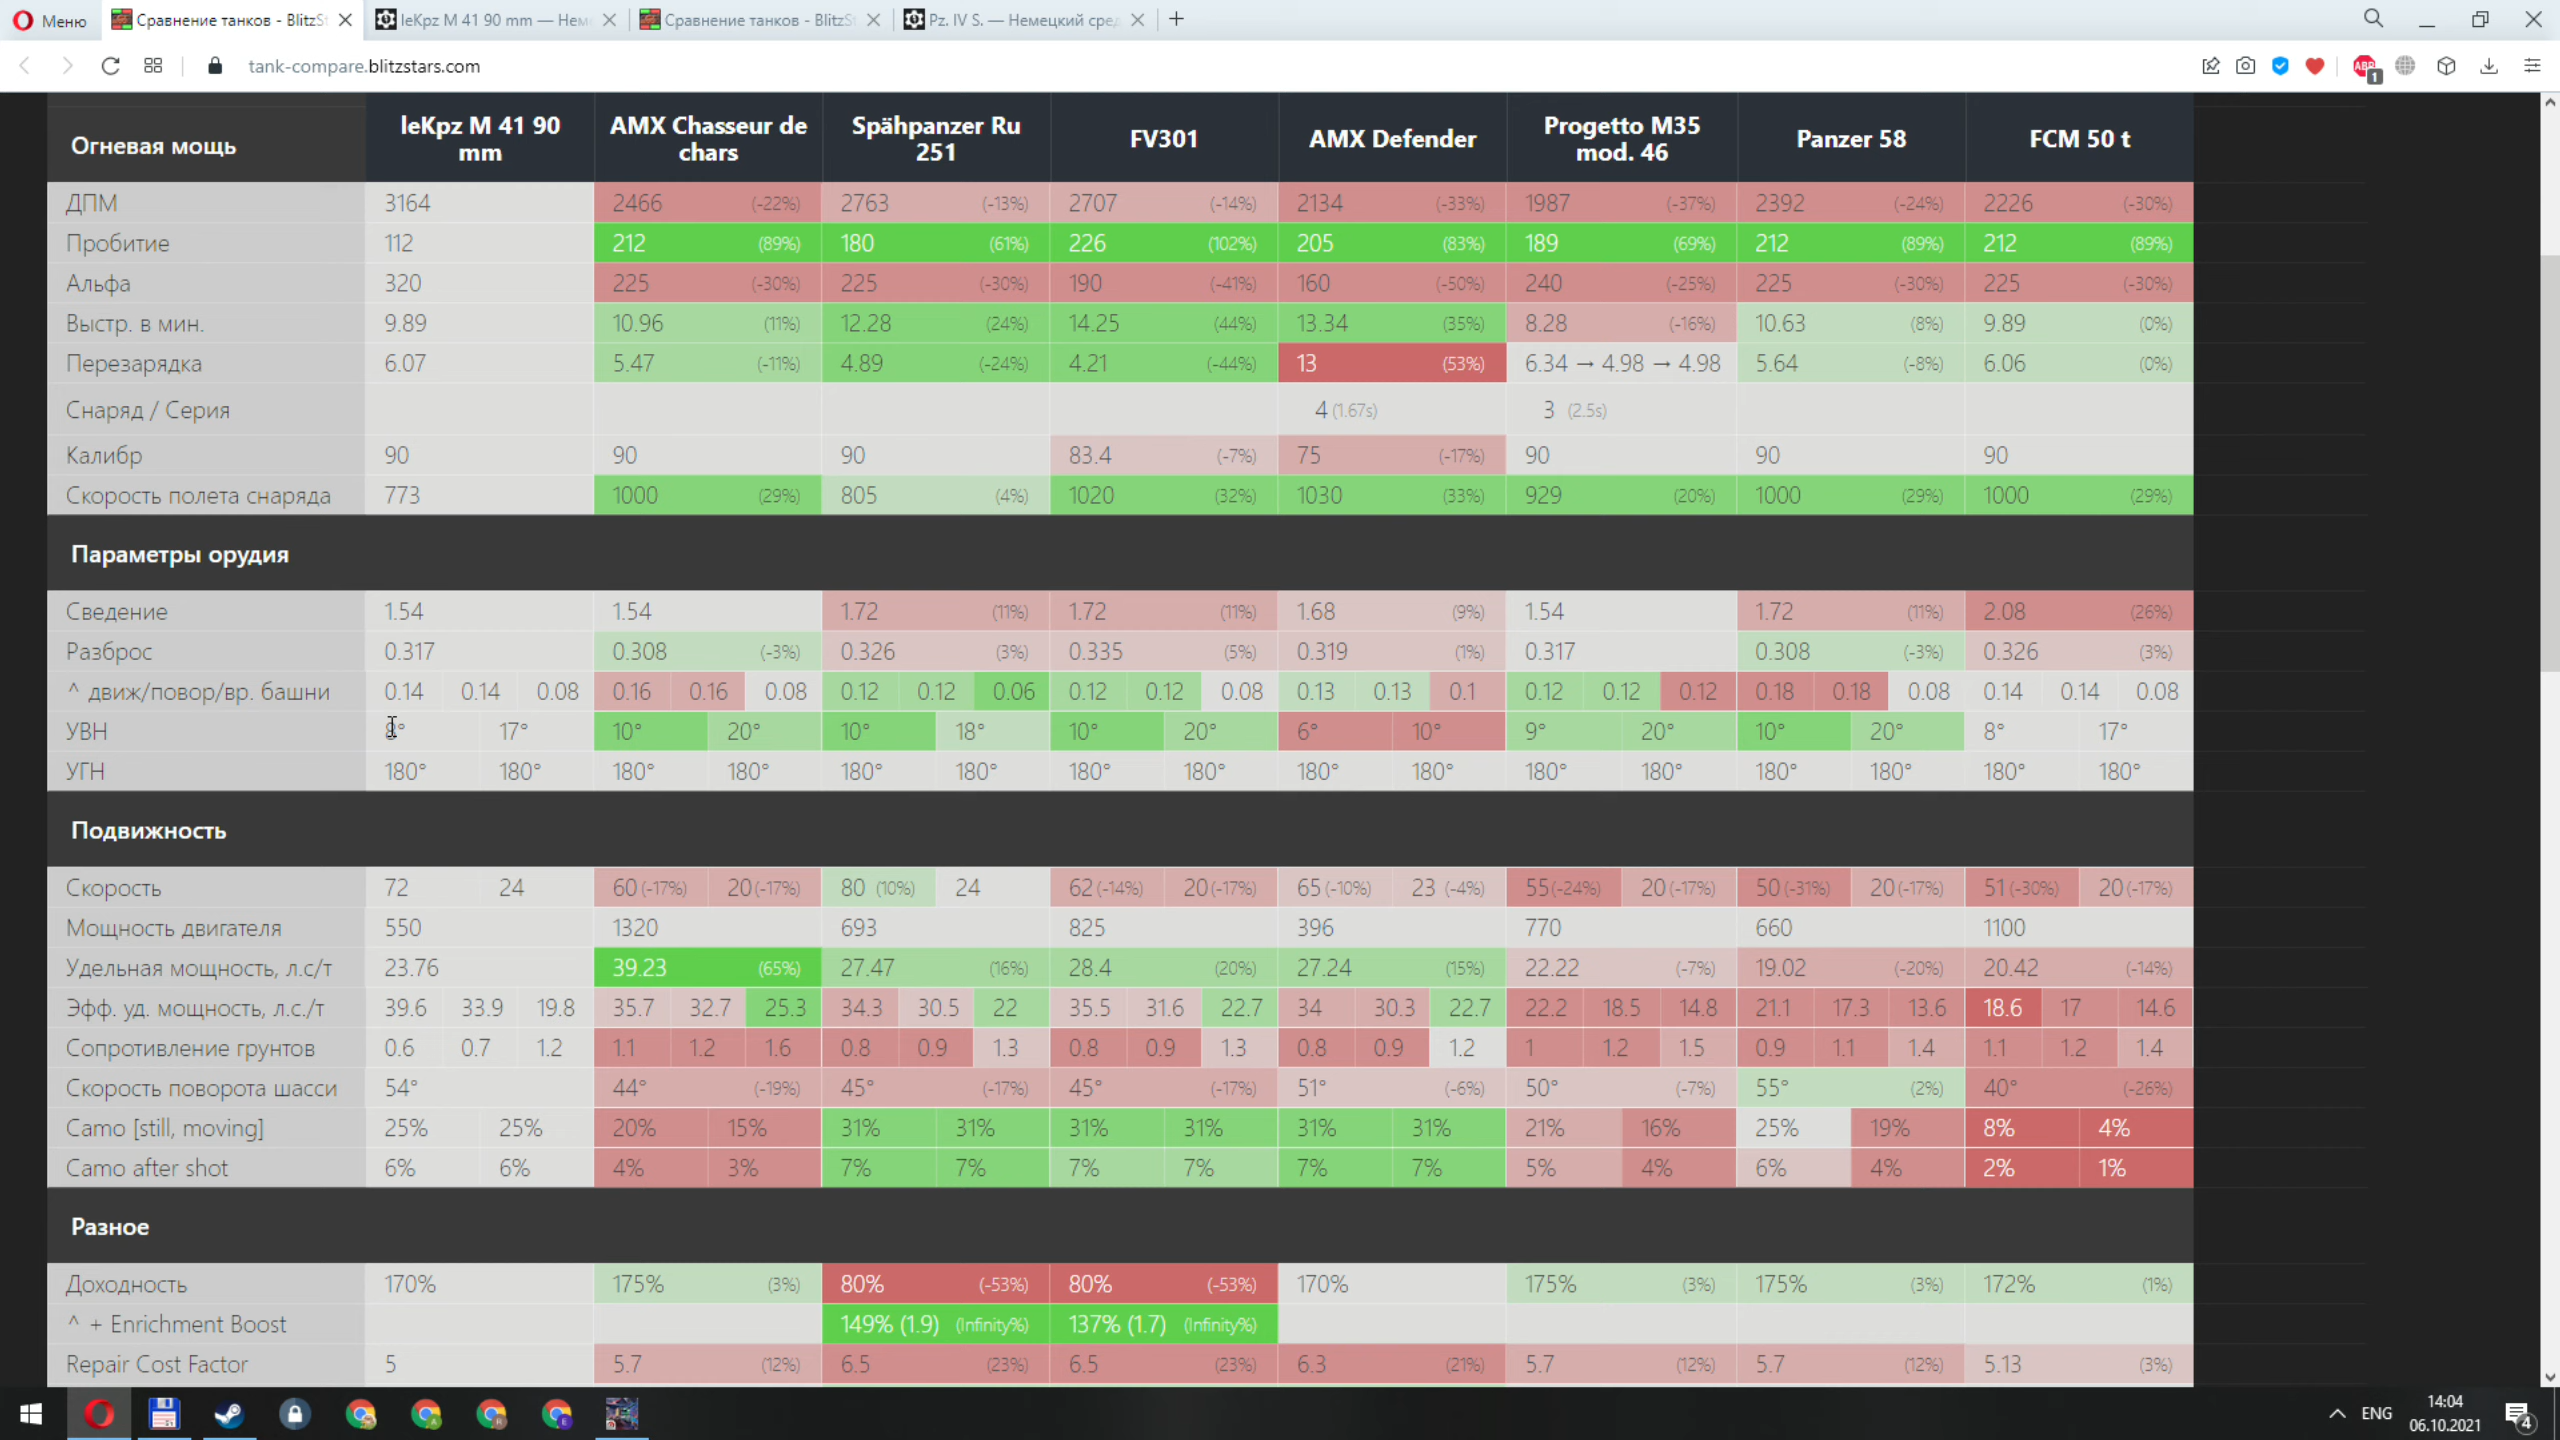 Меню
Сравнение танков - BlitzSt
leKpz M 41 90 mm — Нем
Сравнение танков - BlitzSt
Pz. IV S. — Немецкий сред
tank-compare.blitzstars.com
ABP 1
Огневая мощь leKpz M 41 90 mm AMX Chasseur de chars Spähpanzer Ru 251 FV301 AMX Defender Progetto M35 mod. 46 Panzer 58 FCM 50 t
ДПМ 3164 2466 (-22%) 2763 (-13%) 2707 (-14%) 2134 (-33%) 1987 (-37%) 2392 (-24%) 2226 (-30%)
Пробитие 112 212 (89%) 180 (61%) 226 (102%) 205 (83%) 189 (69%) 212 (89%) 212 (89%)
Альфа 320 225 (-30%) 225 (-30%) 190 (-41%) 160 (-50%) 240 (-25%) 225 (-30%) 225 (-30%)
Выстр. в мин. 9.89 10.96 (11%) 12.28 (24%) 14.25 (44%) 13.34 (35%) 8.28 (-16%) 10.63 (8%) 9.89 (0%)
Перезарядка 6.07 5.47 (-11%) 4.89 (-24%) 4.21 (-44%) 13 (53%) 6.34 → 4.98 → 4.98 5.64 (-8%) 6.06 (0%)
Снаряд / Серия 4 (1.67s) 3 (2.5s)
Калибр 90 90 90 83.4 (-7%) 75 (-17%) 90 90 90
Скорость полета снаряда 773 1000 (29%) 805 (4%) 1020 (32%) 1030 (33%) 929 (20%) 1000 (29%) 1000 (29%)
Параметры орудия
Сведение 1.54 1.54 1.72 (11%) 1.72 (11%) 1.68 (9%) 1.54 1.72 (11%) 2.08 (26%)
Разброс 0.317 0.308 (-3%) 0.326 (3%) 0.335 (5%) 0.319 (1%) 0.317 0.308 (-3%) 0.326 (3%)
^ движ/повор/вр. башни 0.14 0.14 0.08 0.16 0.16 0.08 0.12 0.12 0.06 0.12 0.12 0.08 0.13 0.13 0.1 0.12 0.12 0.12 0.18 0.18 0.08 0.14 0.14 0.08
УВН 8° 17° 10° 20° 10° 18° 10° 20° 6° 10° 9° 20° 10° 20° 8° 17°
УГН 180° 180° 180° 180° 180° 180° 180° 180° 180° 180° 180° 180° 180° 180° 180° 180°
Подвижность
Скорость 72 24 60 (-17%) 20 (-17%) 80 (10%) 24 62 (-14%) 20 (-17%) 65 (-10%) 23 (-4%) 55 (-24%) 20 (-17%) 50 (-31%) 20 (-17%) 51 (-30%) 20 (-17%)
Мощность двигателя 550 1320 693 825 396 770 660 1100
Удельная мощность, л.с/т 23.76 39.23 (65%) 27.47 (16%) 28.4 (20%) 27.24 (15%) 22.22 (-7%) 19.02 (-20%) 20.42 (-14%)
Эфф. уд. мощность, л.с./т 39.6 33.9 19.8 35.7 32.7 25.3 34.3 30.5 22 35.5 31.6 22.7 34 30.3 22.7 22.2 18.5 14.8 21.1 17.3 13.6 18.6 17 14.6
Сопротивление грунтов 0.6 0.7 1.2 1.1 1.2 1.6 0.8 0.9 1.3 0.8 0.9 1.3 0.8 0.9 1.2 1 1.2 1.5 0.9 1.1 1.4 1.1 1.2 1.4
Скорость поворота шасси 54° 44° (-19%) 45° (-17%) 45° (-17%) 51° (-6%) 50° (-7%) 55° (2%) 40° (-26%)
Camo [still, moving] 25% 25% 20% 15% 31% 31% 31% 31% 31% 31% 21% 16% 25% 19% 8% 4%
Camo after shot 6% 6% 4% 3% 7% 7% 7% 7% 7% 7% 5% 4% 6% 4% 2% 1%
Разное
Доходность 170% 175% (3%) 80% (-53%) 80% (-53%) 170% 175% (3%) 175% (3%) 172% (1%)
^ + Enrichment Boost 149% (1.9) (Infinity%) 137% (1.7) (Infinity%)
Repair Cost Factor 5 5.7 (12%) 6.5 (23%) 6.5 (23%) 6.3 (21%) 5.7 (12%) 5.7 (12%) 5.13 (3%)
ENG
14:04
06.10.2021
4